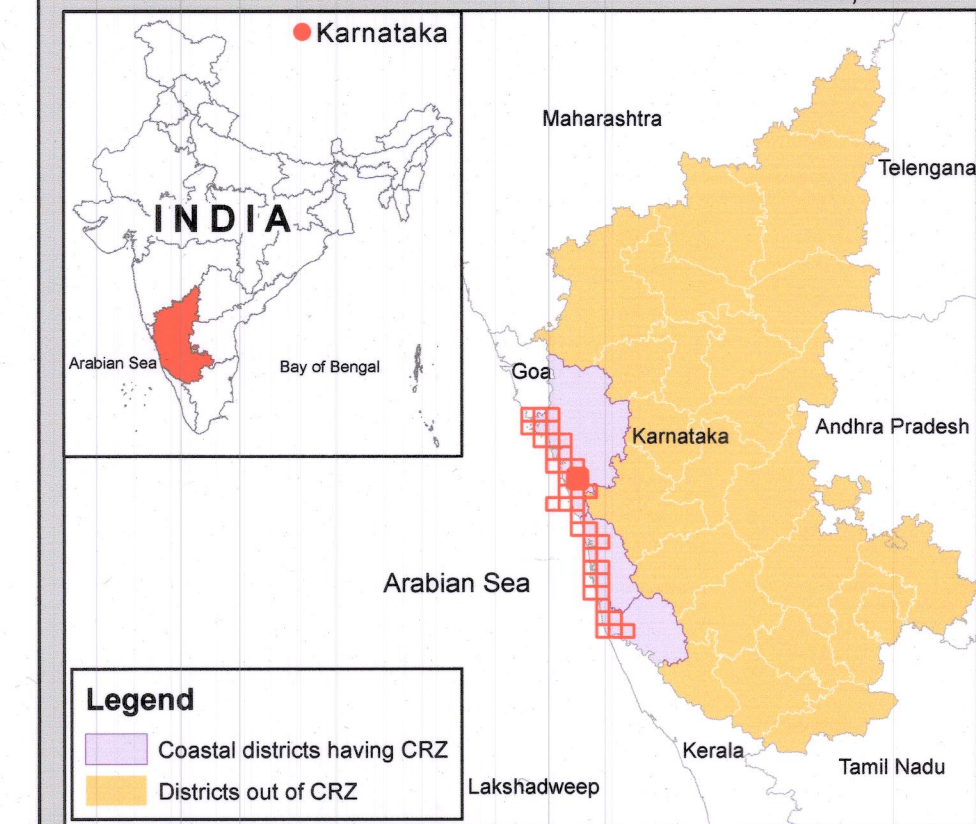 Karnataka
INDIA
Arabian Sea
Bay of Bengal
Maharashtra
Telengana
Goa
Karnataka
Andhra Pradesh
Arabian Sea
Kerala
Tamil Nadu
Lakshadweep
Legend
Coastal districts having CRZ
Districts out of CRZ